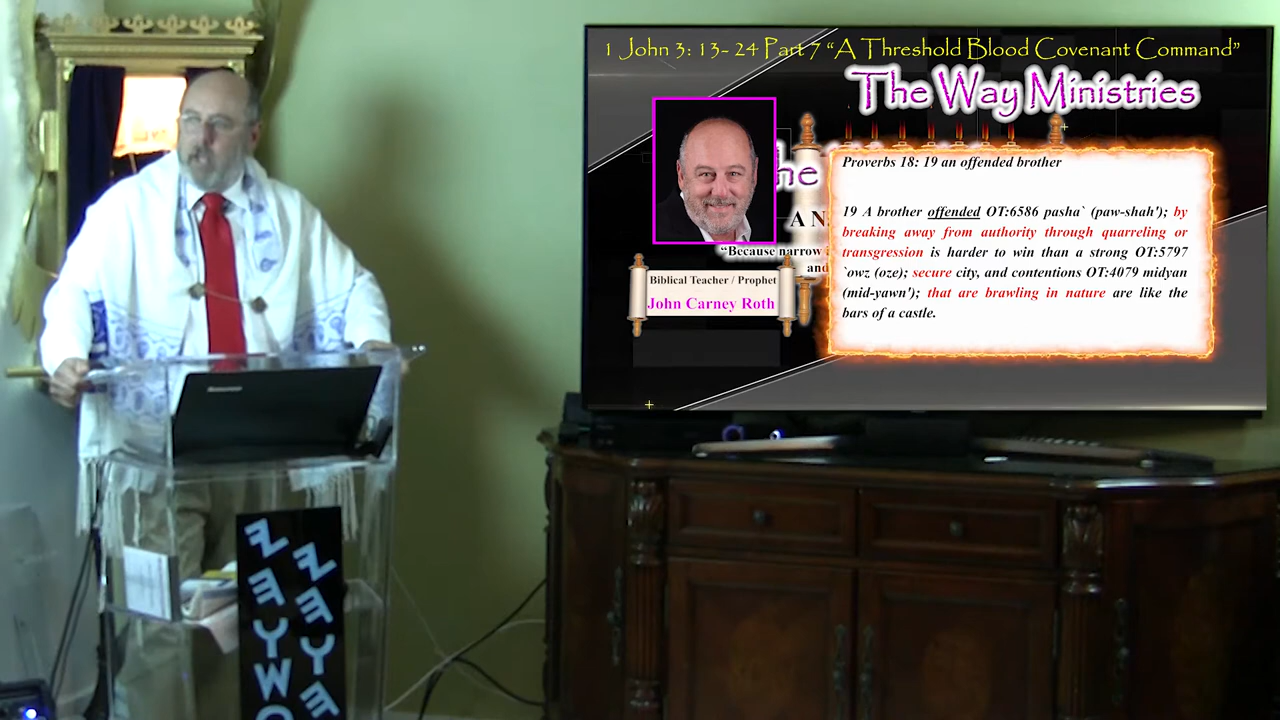 1 John 3: 13- 24 Part 7 “A Threshold Blood Covenant Command”
The Way Ministries
he
A N
“Because narrow
and
Biblical Teacher / Prophet
John Carney Roth
Proverbs 18: 19 an offended brother
19 A brother offended OT:6586 pasha` (paw-shah'); by
breaking away from authority through quarreling or
transgression is harder to win than a strong OT:5797
`owz (oze); secure city, and contentions OT:4079 midyan
(mid-yawn'); that are brawling in nature are like the
bars of a castle.
lenovo